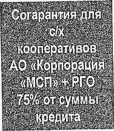 Согарантия для
с/х
кооперативов
АО «Корпорация
«МСП» + РГО
75% от суммы
кредита